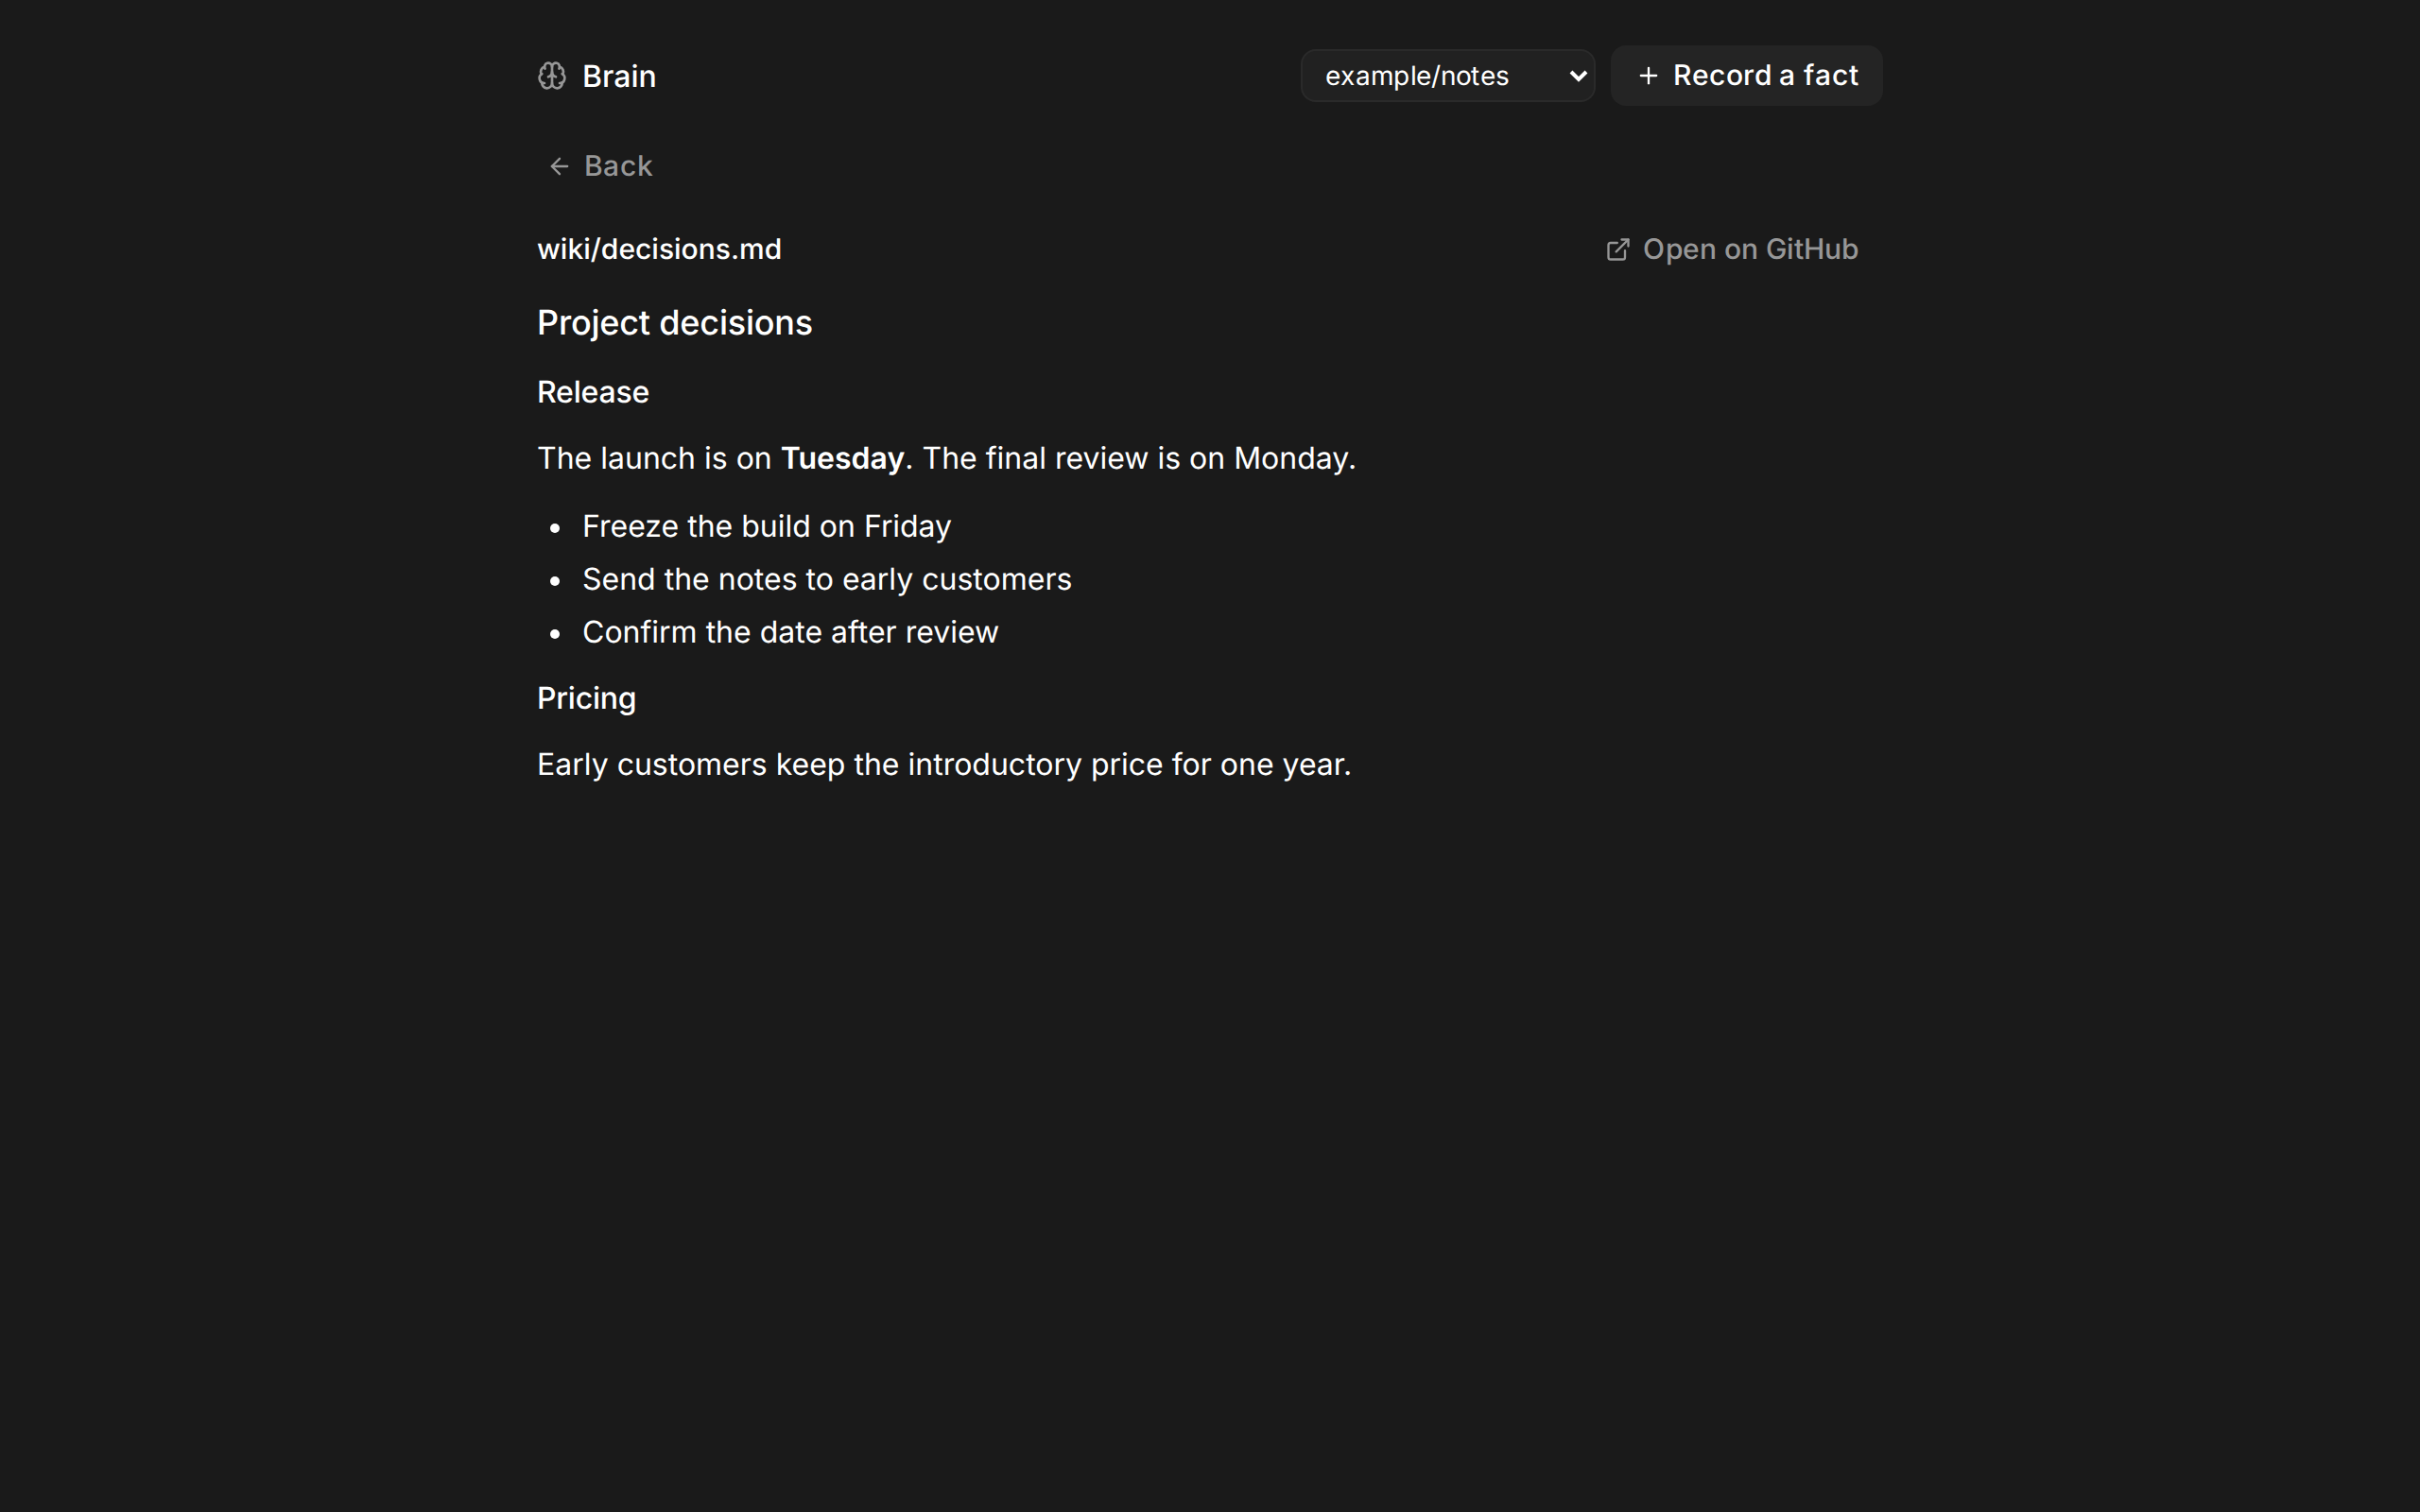 Brain
example/notes
Record a fact
Back
wiki/decisions.md
Open on GitHub
Project decisions
Release
The launch is on Tuesday. The final review is on Monday.
Freeze the build on Friday
Send the notes to early customers
Confirm the date after review
Pricing
Early customers keep the introductory price for one year.